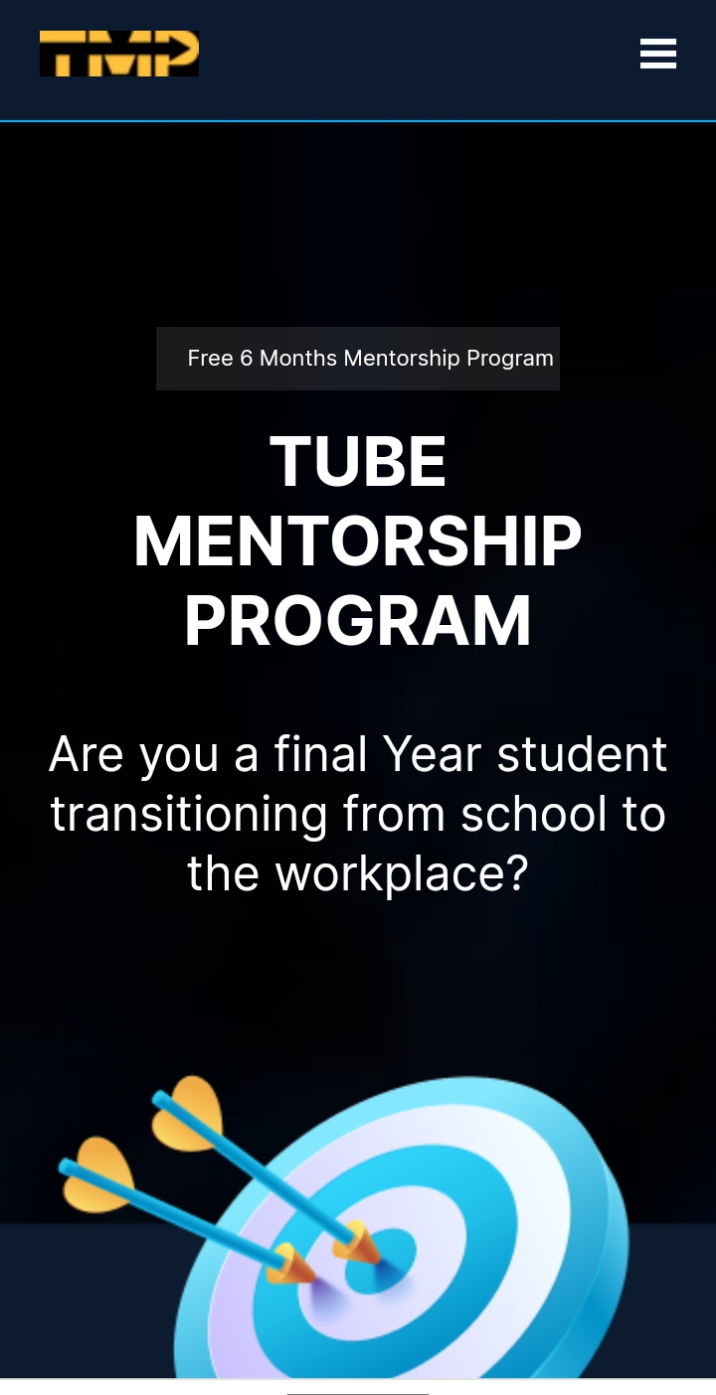 TMP
Free 6 Months Mentorship Program
TUBE
MENTORSHIP
PROGRAM
Are you a final Year student
transitioning from school to
the workplace?